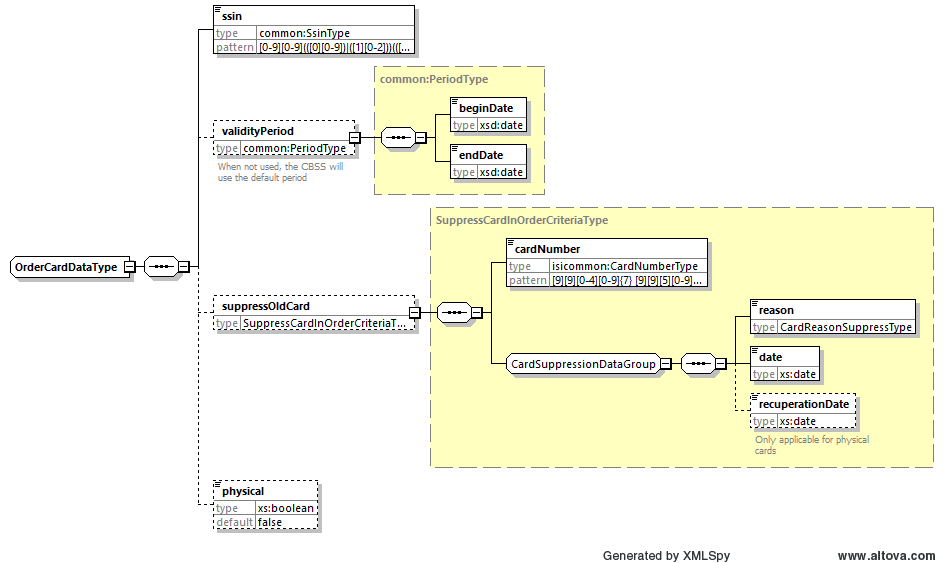 ssin
type common:SsinType
pattern [0-9][0-9](([0][0-9])|([1][0-2]))(([...
common:PeriodType
beginDate
type xsd:date
validityPeriod
type common:PeriodType
When not used, the CBSS will
use the default period
endDate
type xsd:date
SuppressCardInOrderCriteriaType
cardNumber
type isicommon:CardNumberType
pattern [9][9][0-4][0-9]{7} [9][9][5][0-9]...
OrderCardDataType
suppressOldCard
type SuppressCardInOrderCriteriaT...
reason
type CardReasonSuppressType
CardSuppressionDataGroup
date
type xs:date
recuperationDate
type xs:date
Only applicable for physical
cards
physical
type xs:boolean
default false
Generated by XMLSpy www.altova.com